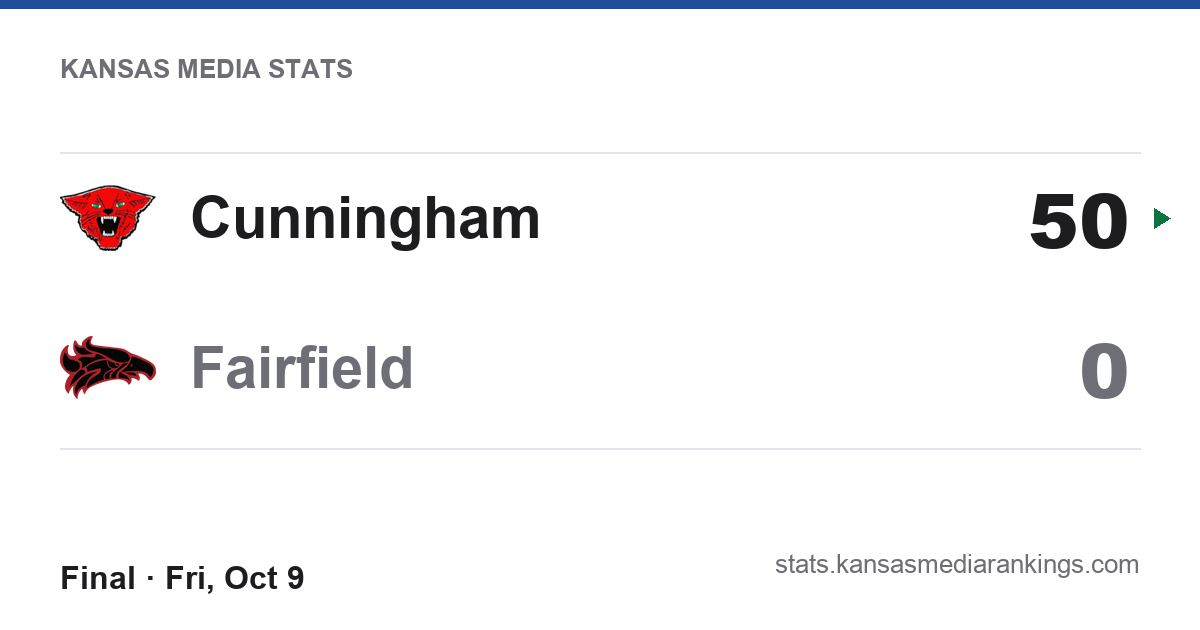 KANSAS MEDIA STATS
Cunningham 50
Fairfield 0
Final · Fri, Oct 9
stats.kansasmediarankings.com